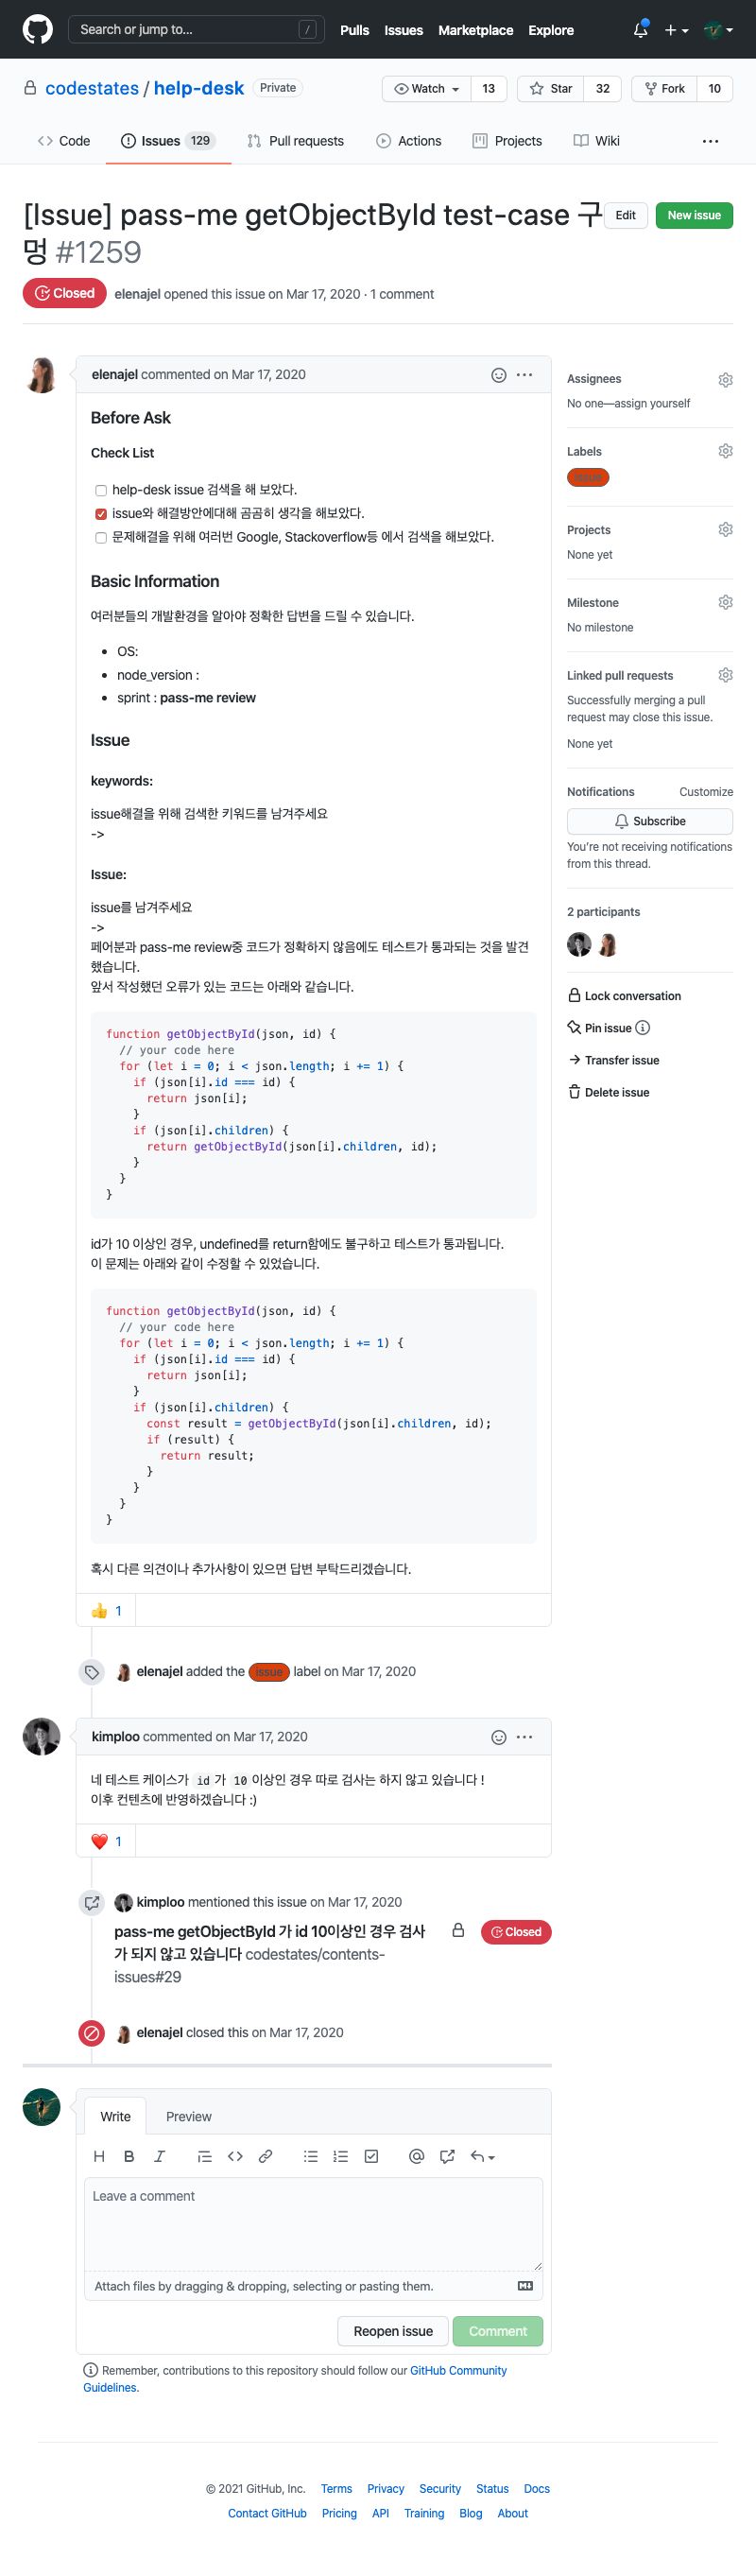 Search or jump to...
/
Pulls Issues Marketplace Explore
codestates / help-desk Private
Watch 13 Star 32 Fork 10
Code Issues 129 Pull requests Actions Projects Wiki
[Issue] pass-me getObjectById test-case 구
멍 #1259
Edit New issue
Closed elenajel opened this issue on Mar 17, 2020 · 1 comment
elenajel commented on Mar 17, 2020
Before Ask
Check List
help-desk issue 검색을 해 보았다.
issue와 해결방안에대해 곰곰히 생각을 해보았다.
문제해결을 위해 여러번 Google, Stackoverflow등 에서 검색을 해보았다.
Basic Information
여러분들의 개발환경을 알아야 정확한 답변을 드릴 수 있습니다.
OS:
node_version :
sprint : pass-me review
Issue
keywords:
issue해결을 위해 검색한 키워드를 남겨주세요
->
Issue:
issue를 남겨주세요
->
페어분과 pass-me review중 코드가 정확하지 않음에도 테스트가 통과되는 것을 발견
했습니다.
앞서 작성했던 오류가 있는 코드는 아래와 같습니다.
function getObjectById(json, id) {
// your code here
for (let i = 0; i < json.length; i += 1) {
if (json[i].id === id) {
return json[i];
}
if (json[i].children) {
return getObjectById(json[i].children, id);
}
}
}
id가 10 이상인 경우, undefined를 return함에도 불구하고 테스트가 통과됩니다.
이 문제는 아래와 같이 수정할 수 있었습니다.
function getObjectById(json, id) {
// your code here
for (let i = 0; i < json.length; i += 1) {
if (json[i].id === id) {
return json[i];
}
if (json[i].children) {
const result = getObjectById(json[i].children, id);
if (result) {
return result;
}
}
}
}
혹시 다른 의견이나 추가사항이 있으면 답변 부탁드리겠습니다.
👍 1
elenajel added the issue label on Mar 17, 2020
kimploo commented on Mar 17, 2020
네 테스트 케이스가 id 가 10 이상인 경우 따로 검사는 하지 않고 있습니다 !
이후 컨텐츠에 반영하겠습니다 :)
❤️ 1
kimploo mentioned this issue on Mar 17, 2020
pass-me getObjectById 가 id 10이상인 경우 검사
가 되지 않고 있습니다 codestates/contents-
issues#29
Closed
elenajel closed this on Mar 17, 2020
Write Preview
Leave a comment
Attach files by dragging & dropping, selecting or pasting them.
Reopen issue Comment
Remember, contributions to this repository should follow our GitHub Community
Guidelines.
Assignees
No one—assign yourself
Labels
issue
Projects
None yet
Milestone
No milestone
Linked pull requests
Successfully merging a pull
request may close this issue.
None yet
Notifications Customize
Subscribe
You're not receiving notifications
from this thread.
2 participants
Lock conversation
Pin issue
Transfer issue
Delete issue
© 2021 GitHub, Inc. Terms Privacy Security Status Docs
Contact GitHub Pricing API Training Blog About